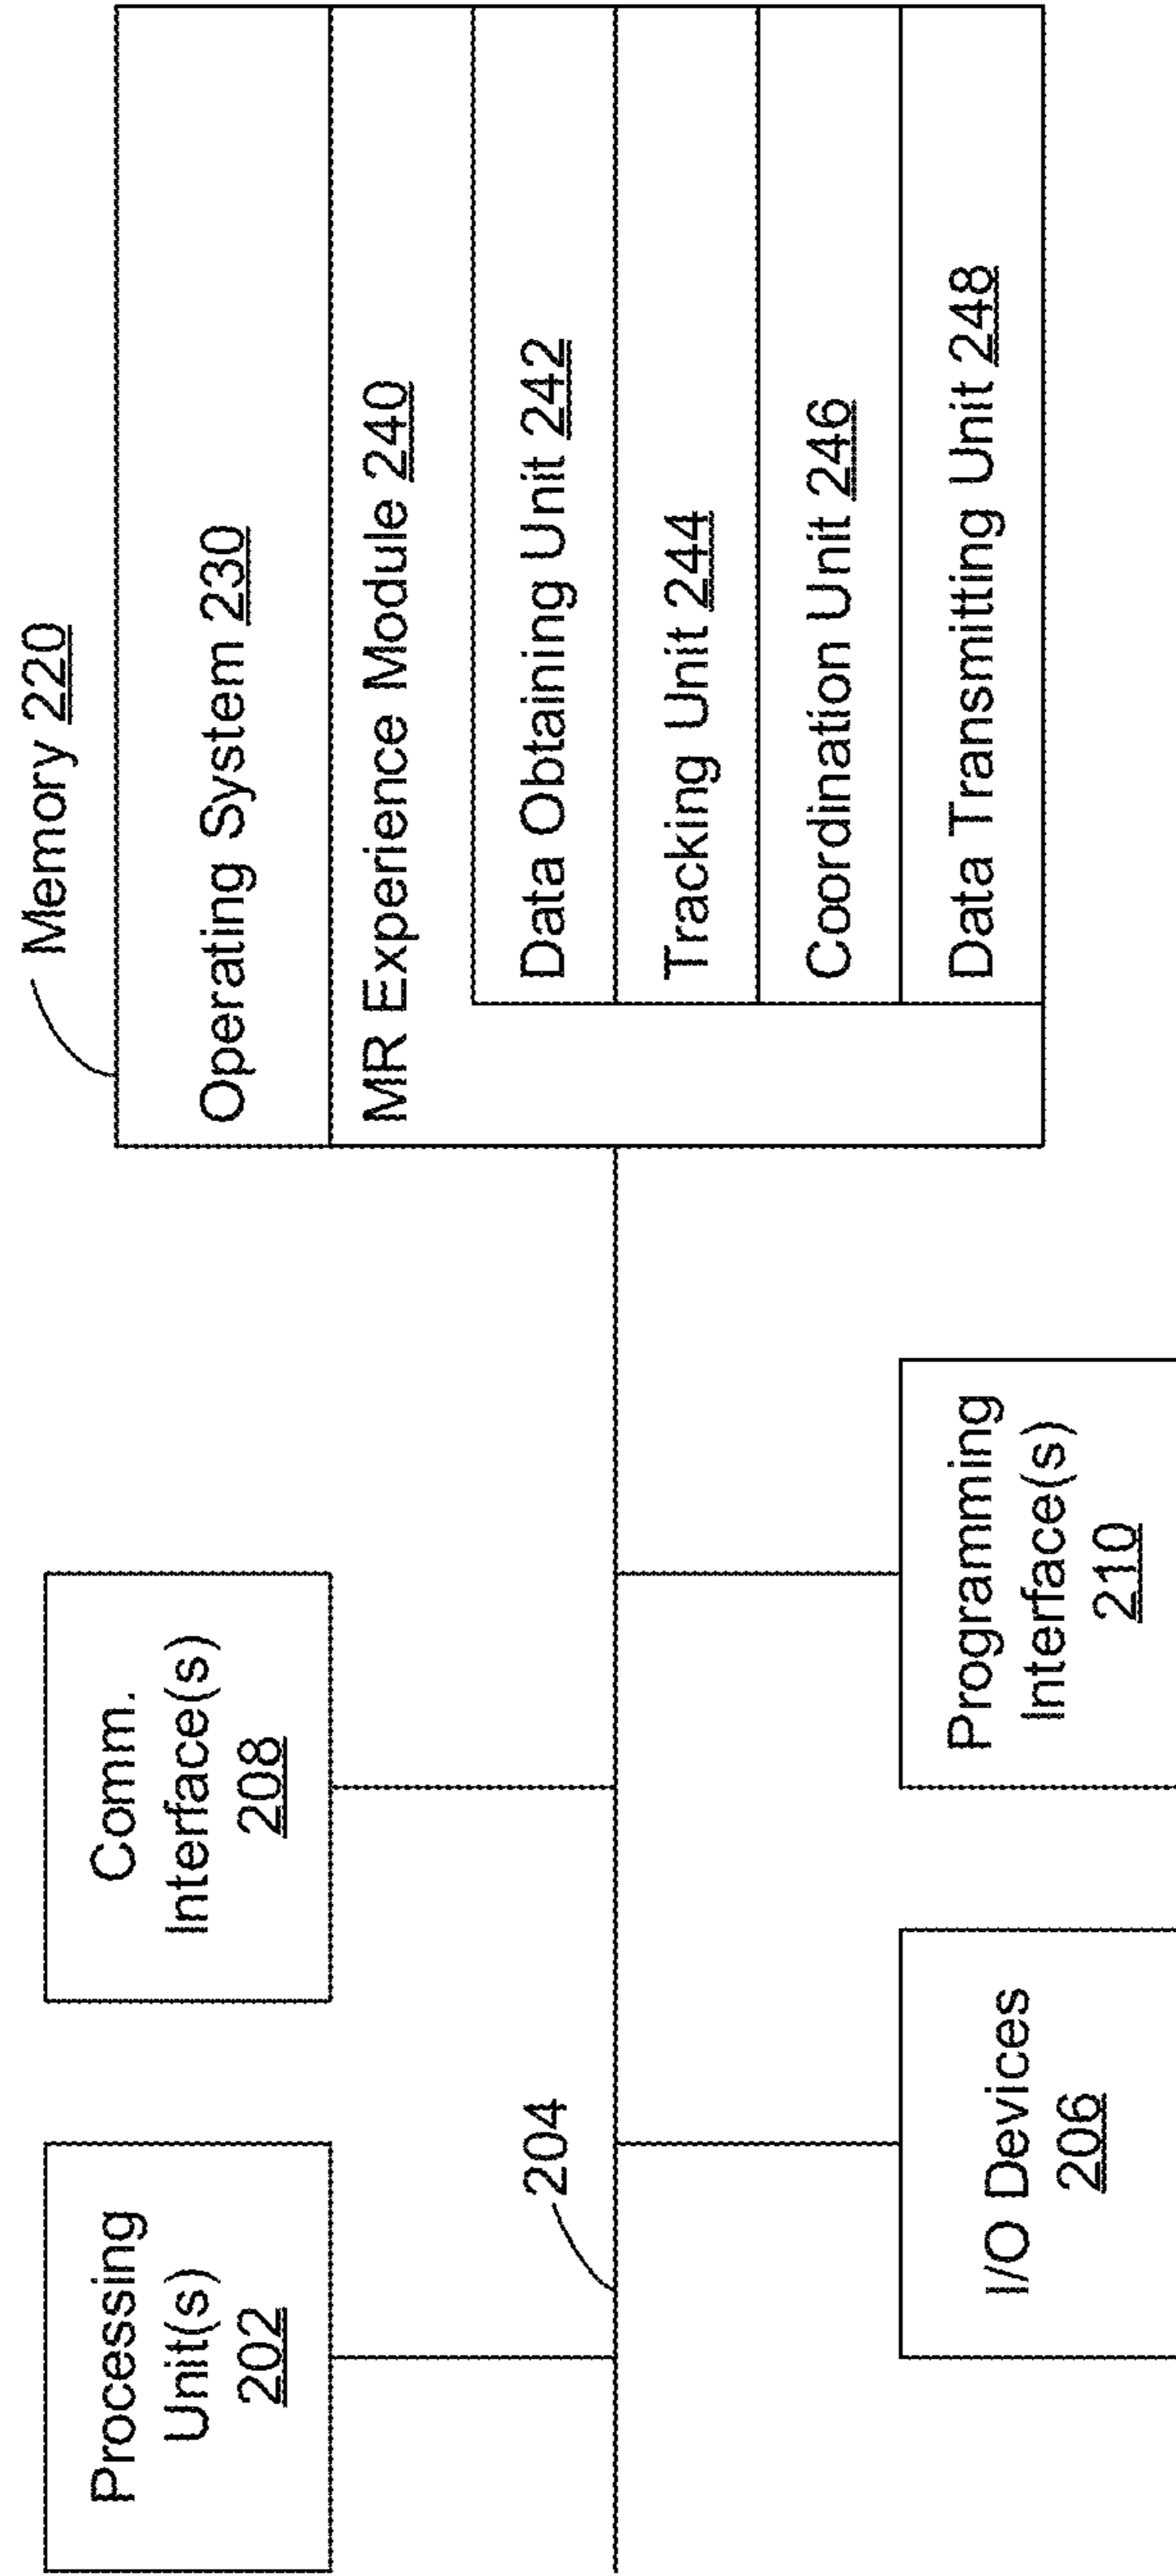 Processing
Unit(s)
202
Comm.
Interface(s)
208
204
I/O Devices
206
Programming
Interface(s)
210
Memory 220
Operating System 230
MR Experience Module 240
Data Obtaining Unit 242
Tracking Unit 244
Coordination Unit 246
Data Transmitting Unit 248